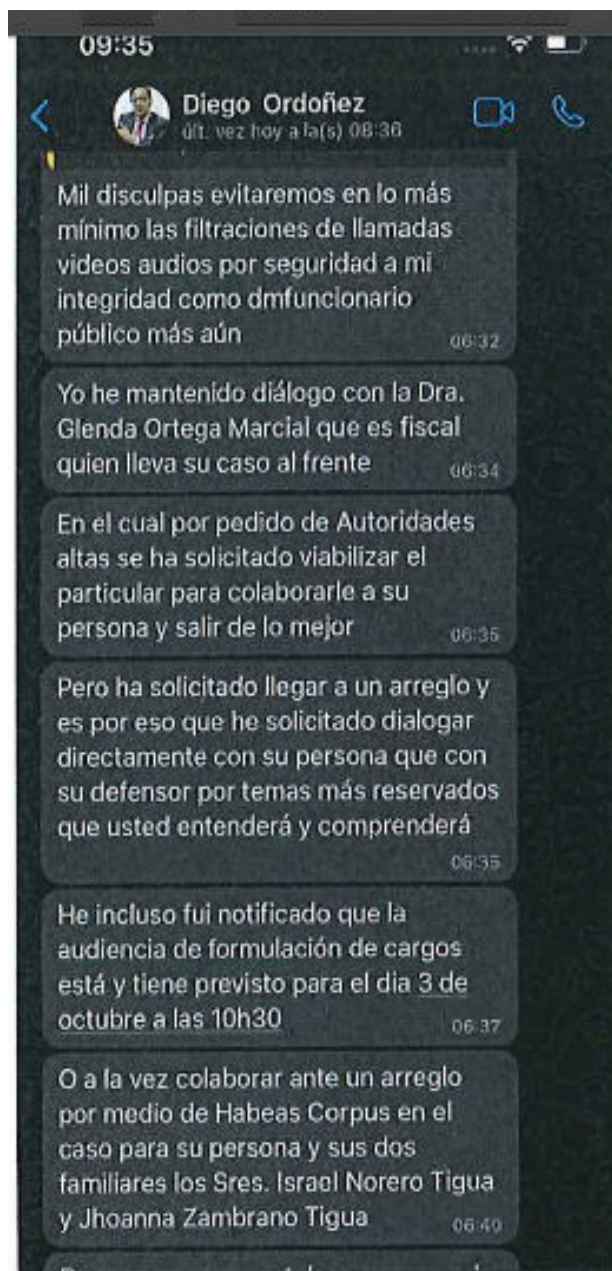 09:35
Diego Ordoñez
últ. vez hoy a la(s) 08:36
Mil disculpas evitaremos en lo más
mínimo las filtraciones de llamadas
videos audios por seguridad a mi
integridad como dmfuncionario
público más aún
06:32
Yo he mantenido diálogo con la Dra.
Glenda Ortega Marcial que es fiscal
quien lleva su caso al frente
06:34
En el cual por pedido de Autoridades
altas se ha solicitado viabilizar el
particular para colaborarle a su
persona y salir de lo mejor
06:35
Pero ha solicitado llegar a un arreglo y
es por eso que he solicitado dialogar
directamente con su persona que con
su defensor por temas más reservados
que usted entenderá y comprenderá
06:35
He incluso fui notificado que la
audiencia de formulación de cargos
está y tiene previsto para el dia 3 de
octubre a las 10h30
06:37
O a la vez colaborar ante un arreglo
por medio de Habeas Corpus en el
caso para su persona y sus dos
familiares los Sres. Israel Norero Tigua
y Jhoanna Zambrano Tigua
06:40